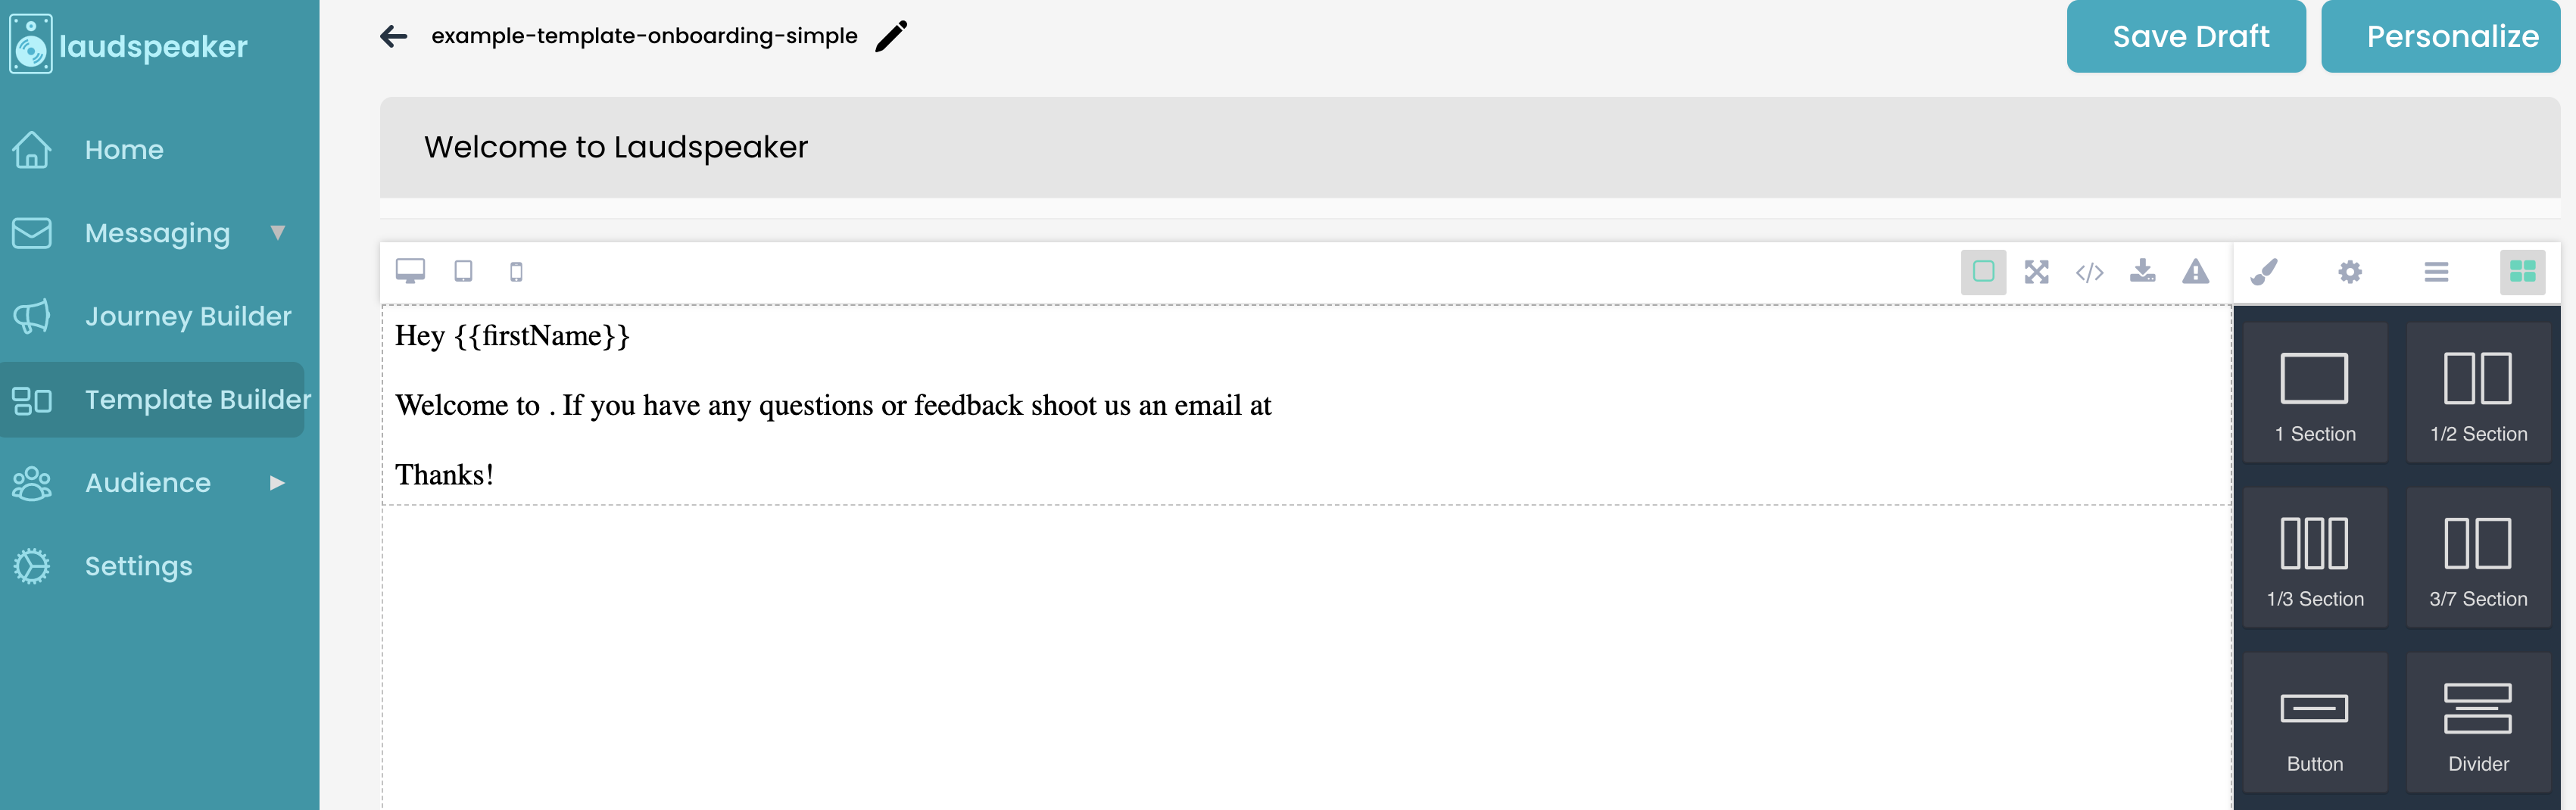 laudspeaker
Home
Messaging
Journey Builder
Template Builder
Audience
Settings
example-template-onboarding-simple
Save Draft
Personalize
Welcome to Laudspeaker
Hey {{firstName}}
Welcome to . If you have any questions or feedback shoot us an email at
Thanks!
1 Section
1/2 Section
1/3 Section
3/7 Section
Button
Divider